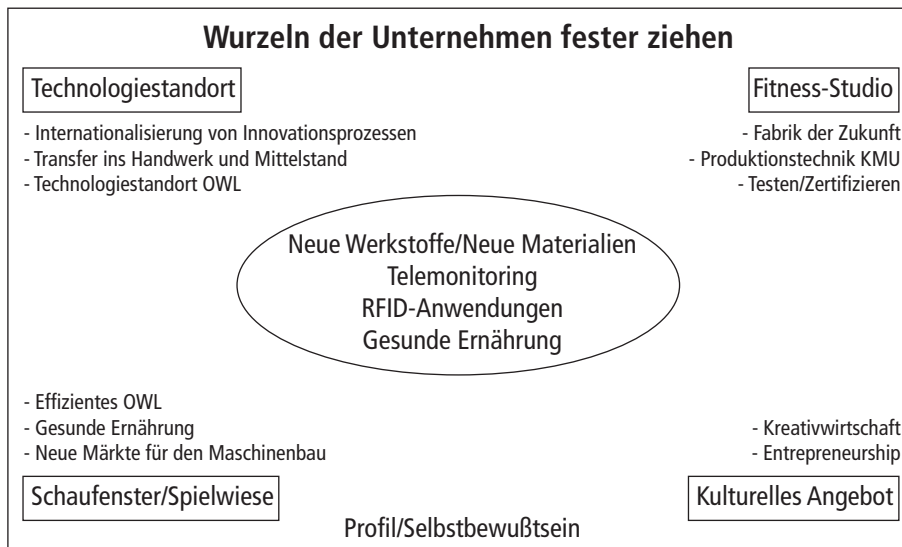 Wurzeln der Unternehmen fester ziehen
Technologiestandort
- Internationalisierung von Innovationsprozessen
- Transfer ins Handwerk und Mittelstand
- Technologiestandort OWL
Fitness-Studio
- Fabrik der Zukunft
- Produktionstechnik KMU
- Testen/Zertifizieren
Neue Werkstoffe/Neue Materialien
Telemonitoring
RFID-Anwendungen
Gesunde Ernährung
- Effizientes OWL
- Gesunde Ernährung
- Neue Märkte für den Maschinenbau
Schaufenster/Spielwiese
- Kreativwirtschaft
- Entrepreneurship
Kulturelles Angebot
Profil/Selbstbewußtsein